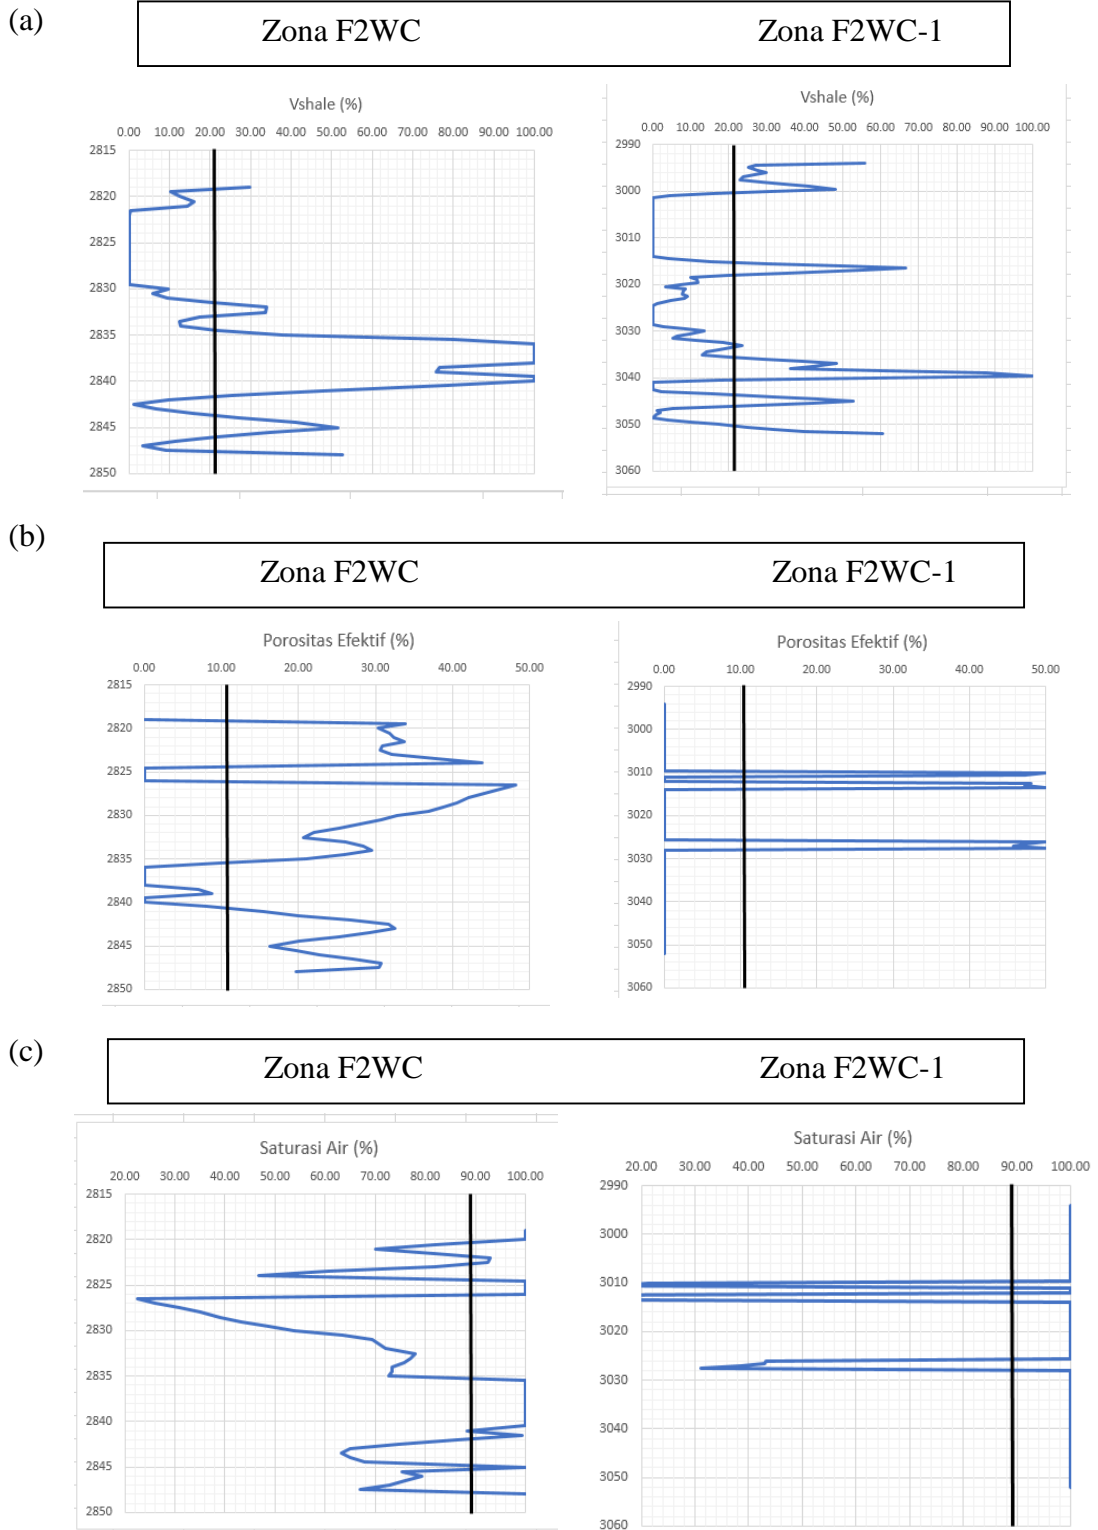 (a)
Zona F2WC Zona F2WC-1
Vshale (%)
0.00 10.00 20.00 30.00 40.00 50.00 60.00 70.00 80.00 90.00 100.00
2815
2820
2825
2830
2835
2840
2845
2850
Vshale (%)
0.00 10.00 20.00 30.00 40.00 50.00 60.00 70.00 80.00 90.00 100.00
2990
3000
3010
3020
3030
3040
3050
3060
(b)
Zona F2WC Zona F2WC-1
Porositas Efektif (%)
0.00 10.00 20.00 30.00 40.00 50.00
2815
2820
2825
2830
2835
2840
2845
2850
Porositas Efektif (%)
0.00 10.00 20.00 30.00 40.00 50.00
2990
3000
3010
3020
3030
3040
3050
3060
(c)
Zona F2WC Zona F2WC-1
Saturasi Air (%)
20.00 30.00 40.00 50.00 60.00 70.00 80.00 90.00 100.00
2815
2820
2825
2830
2835
2840
2845
2850
Saturasi Air (%)
20.00 30.00 40.00 50.00 60.00 70.00 80.00 90.00 100.00
2990
3000
3010
3020
3030
3040
3050
3060